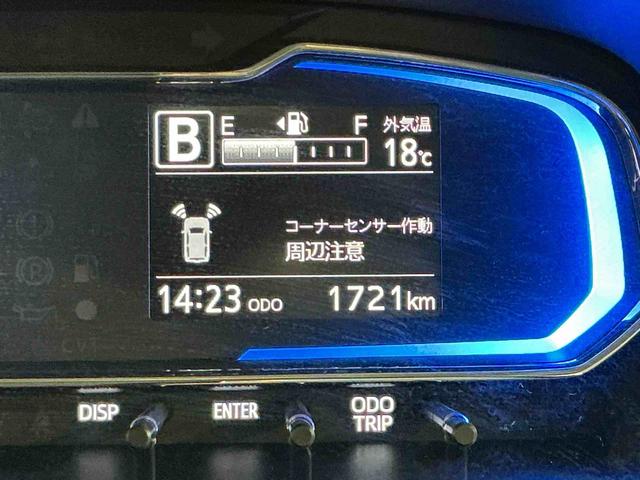 B E F 外気温
18℃
コーナーセンサー作動
周辺注意
14:23 ODO 1721km
CVT
DISP ENTER ODO TRIP